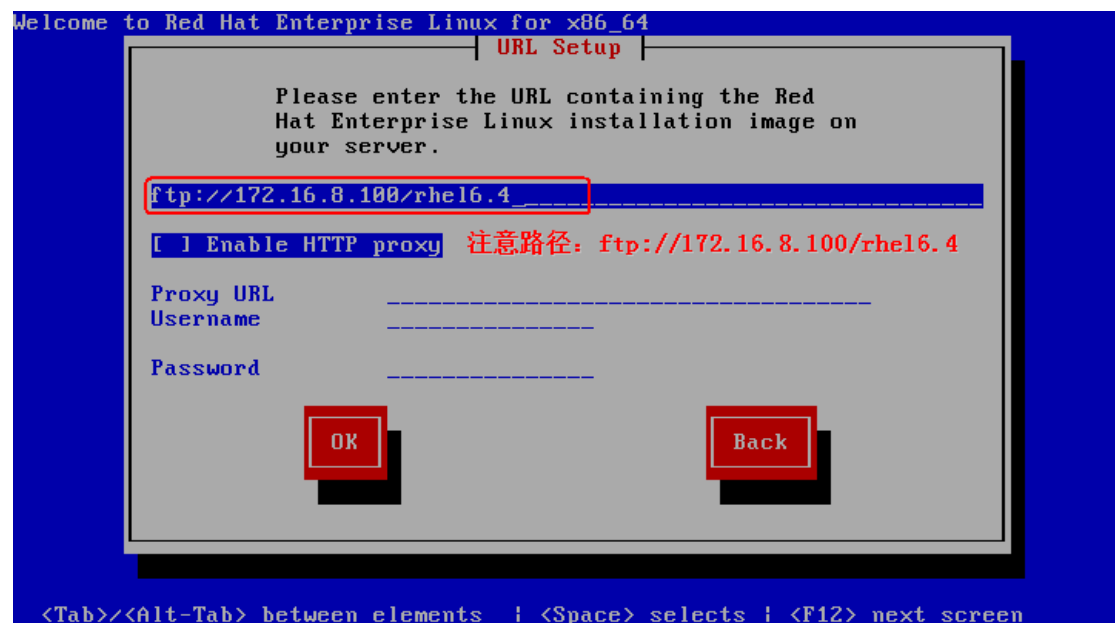 Welcome to Red Hat Enterprise Linux for x86_64
URL Setup
Please enter the URL containing the Red
Hat Enterprise Linux installation image on
your server.
ftp://172.16.8.100/rhel6.4_
[ ] Enable HTTP proxy 注意路径：ftp://172.16.8.100/rhel6.4
Proxy URL
Username
Password
OK Back
<Tab>/<Alt-Tab> between elements | <Space> selects | <F12> next screen